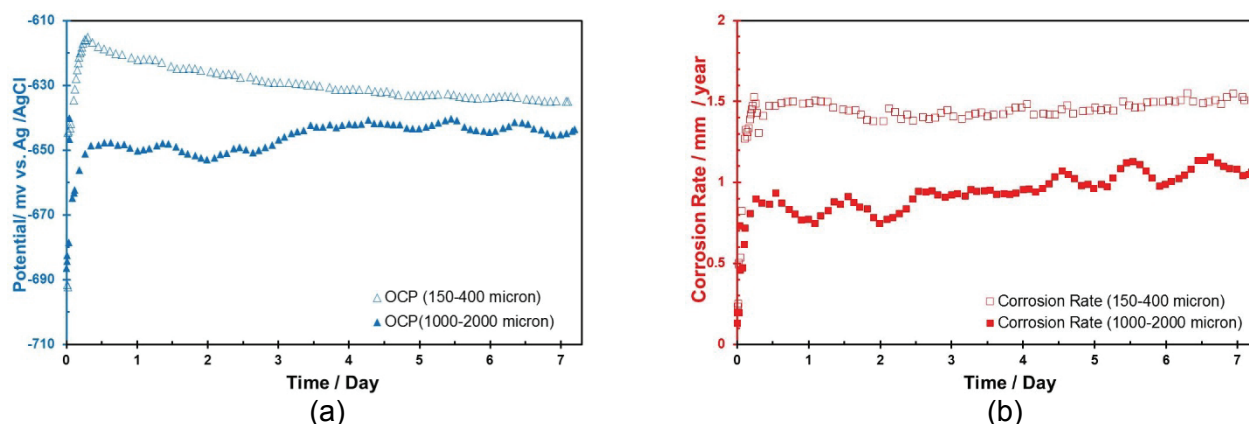 -610
-630
-650
-670
-690
-710
Potential/ mv vs. Ag /AgCl
△ OCP (150-400 micron)
▲ OCP(1000-2000 micron)
0 1 2 3 4 5 6 7
Time / Day
(a)
2
1.5
1
0.5
0
Corrosion Rate / mm / year
□ Corrosion Rate (150-400 micron)
■ Corrosion Rate (1000-2000 micron)
0 1 2 3 4 5 6 7
Time / Day
(b)